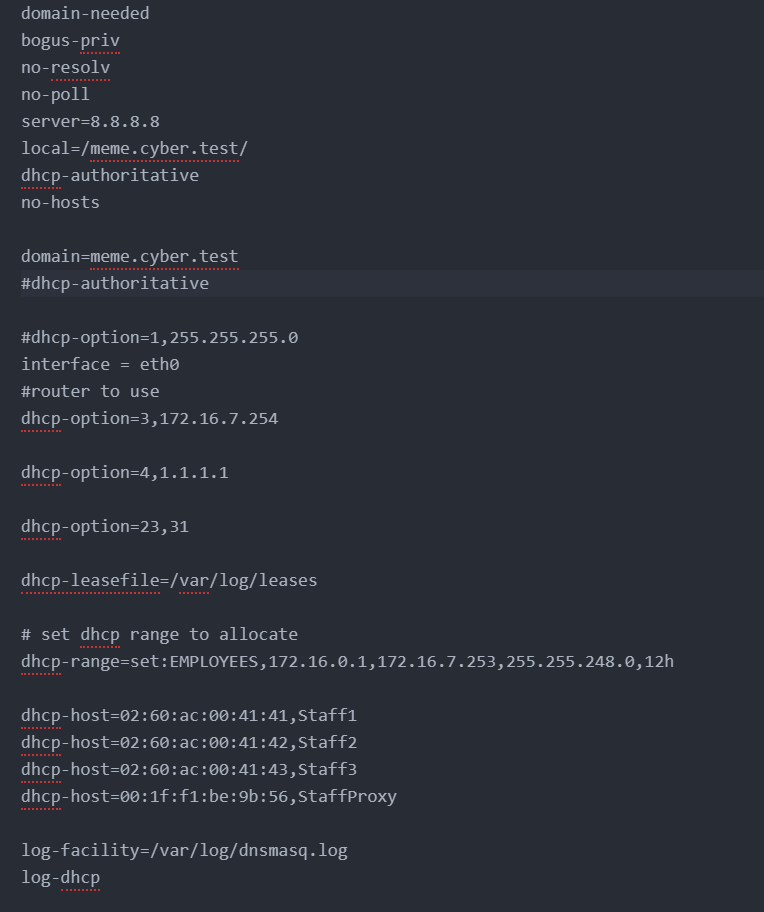 domain-needed
bogus-priv
no-resolv
no-poll
server=8.8.8.8
local=/meme.cyber.test/
dhcp-authoritative
no-hosts
domain=meme.cyber.test
#dhcp-authoritative
#dhcp-option=1,255.255.255.0
interface = eth0
#router to use
dhcp-option=3,172.16.7.254
dhcp-option=4,1.1.1.1
dhcp-option=23,31
dhcp-leasefile=/var/log/leases
# set dhcp range to allocate
dhcp-range=set:EMPLOYEES,172.16.0.1,172.16.7.253,255.255.248.0,12h
dhcp-host=02:60:ac:00:41:41,Staff1
dhcp-host=02:60:ac:00:41:42,Staff2
dhcp-host=02:60:ac:00:41:43,Staff3
dhcp-host=00:1f:f1:be:9b:56,StaffProxy
log-facility=/var/log/dnsmasq.log
log-dhcp